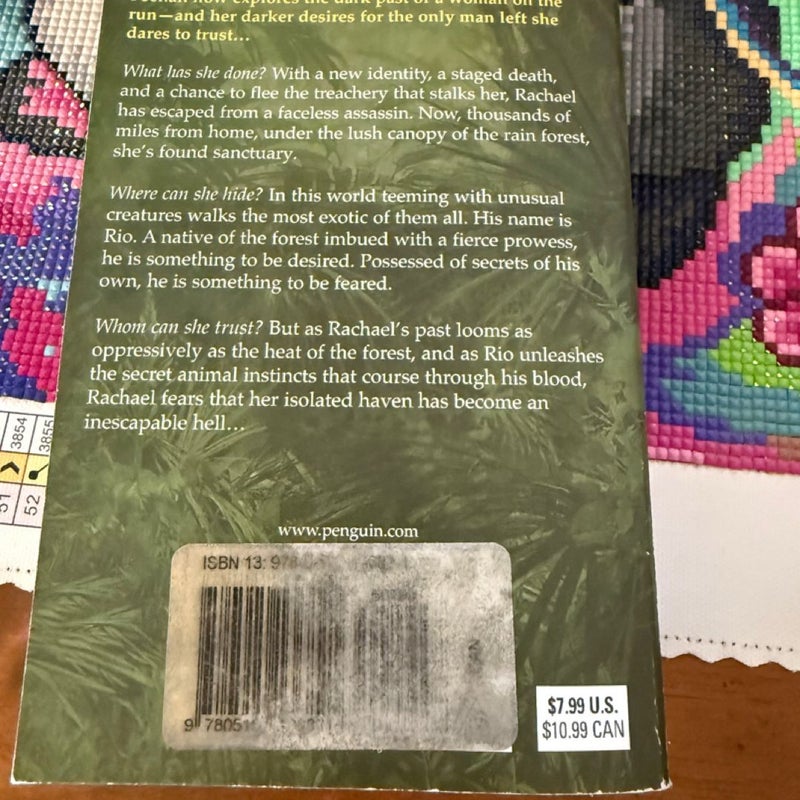 run—and her darker desires for the only man left she
dares to trust...
What has she done? With a new identity, a staged death,
and a chance to flee the treachery that stalks her, Rachael
has escaped from a faceless assassin. Now, thousands of
miles from home, under the lush canopy of the rain forest,
she's found sanctuary.
Where can she hide? In this world teeming with unusual
creatures walks the most exotic of them all. His name is
Rio. A native of the forest imbued with a fierce prowess,
he is something to be desired. Possessed of secrets of his
own, he is something to be feared.
Whom can she trust? But as Rachael's past looms as
oppressively as the heat of the forest, and as Rio unleashes
the secret animal instincts that course through his blood,
Rachael fears that her isolated haven has become an
inescapable hell...
www.penguin.com
ISBN 13:
$7.99 U.S.
$10.99 CAN
3854
3855
51
52